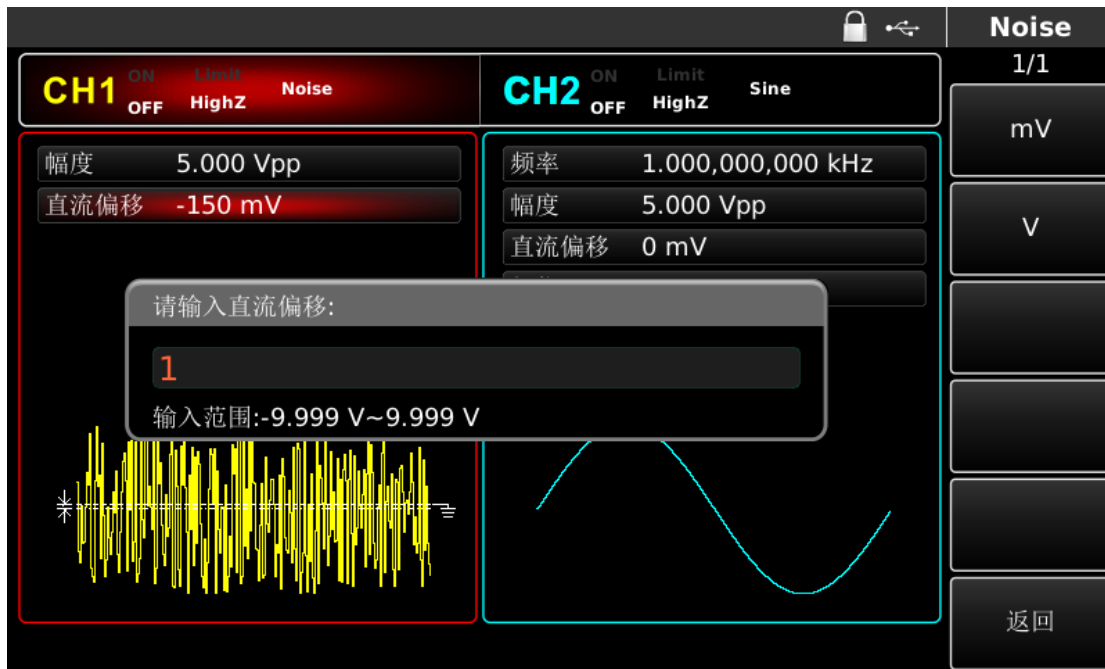 Noise
1/1
CH1 ON OFF Limit HighZ Noise
CH2 ON OFF Limit HighZ Sine
mV
幅度 5.000 Vpp
直流偏移 -150 mV
频率 1.000,000,000 kHz
幅度 5.000 Vpp
直流偏移 0 mV
V
请输入直流偏移:
1
输入范围:-9.999 V~9.999 V
返回